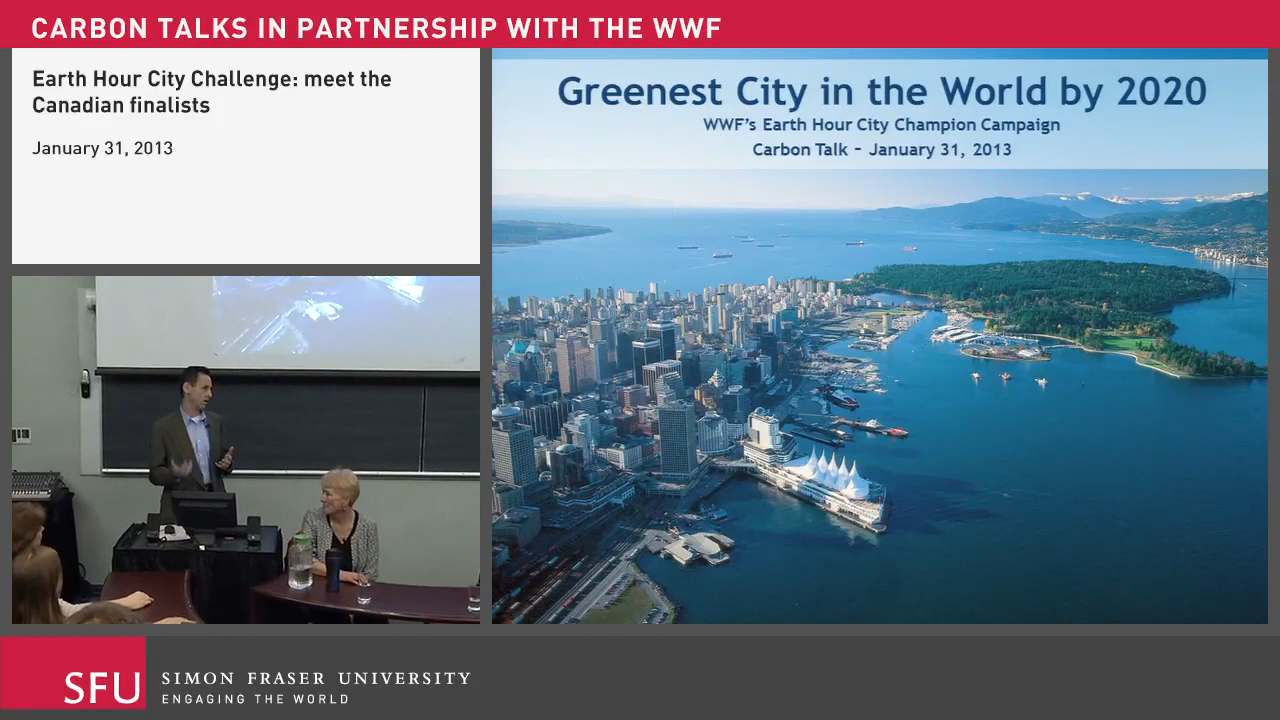 CARBON TALKS IN PARTNERSHIP WITH THE WWF
Earth Hour City Challenge: meet the
Canadian finalists
January 31, 2013
Greenest City in the World by 2020
WWF's Earth Hour City Champion Campaign
Carbon Talk - January 31, 2013
SFU
SIMON FRASER UNIVERSITY
ENGAGING THE WORLD